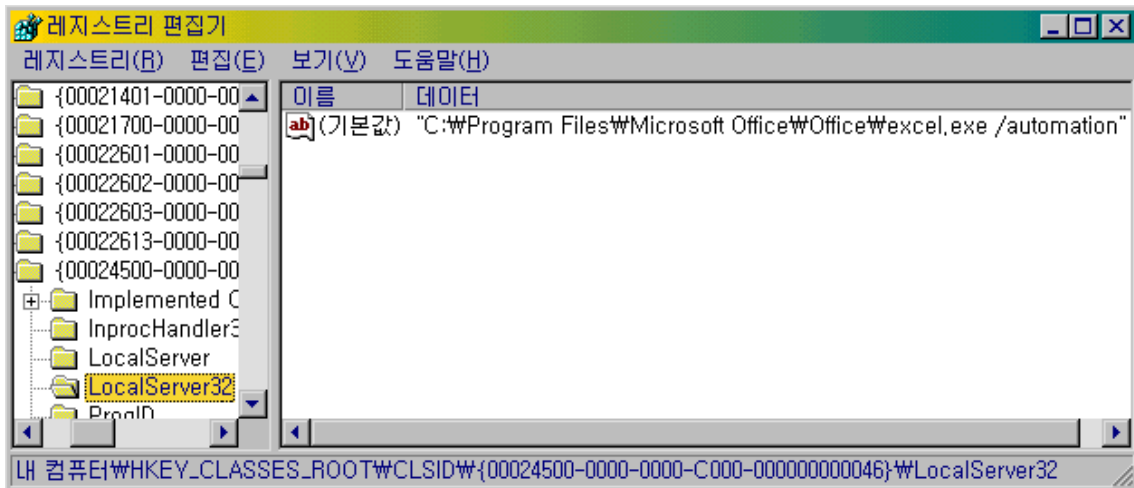 레지스트리 편집기
레지스트리(R) 편집(E) 보기(V) 도움말(H)
이름 데이터
{00021401-0000-00
{00021700-0000-00
{00022601-0000-00
{00022602-0000-00
{00022603-0000-00
{00022613-0000-00
{00024500-0000-00
Implemented C
InprocHandler3
LocalServer
LocalServer32
ProgID
ab (기본값) "C:₩Program Files₩Microsoft Office₩Office₩excel.exe /automation"
내 컴퓨터₩HKEY_CLASSES_ROOT₩CLSID₩{00024500-0000-0000-C000-000000000046}₩LocalServer32